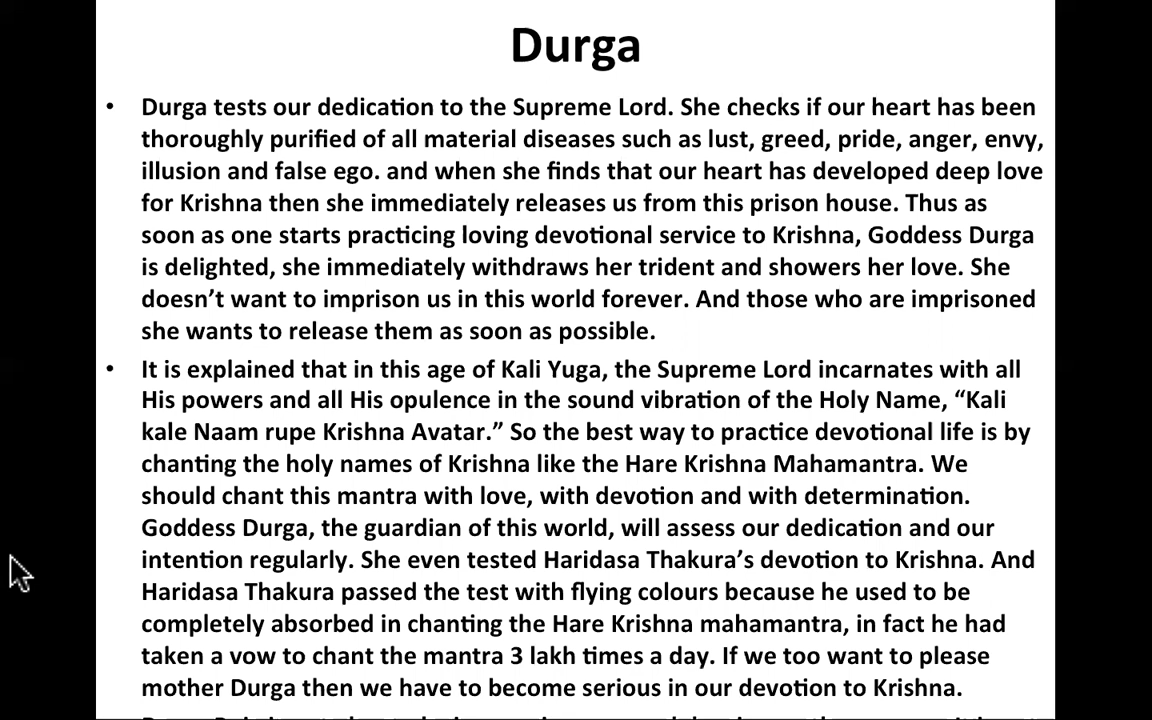 Durga
• Durga tests our dedication to the Supreme Lord. She checks if our heart has been
thoroughly purified of all material diseases such as lust, greed, pride, anger, envy,
illusion and false ego. and when she finds that our heart has developed deep love
for Krishna then she immediately releases us from this prison house. Thus as
soon as one starts practicing loving devotional service to Krishna, Goddess Durga
is delighted, she immediately withdraws her trident and showers her love. She
doesn’t want to imprison us in this world forever. And those who are imprisoned
she wants to release them as soon as possible.
• It is explained that in this age of Kali Yuga, the Supreme Lord incarnates with all
His powers and all His opulence in the sound vibration of the Holy Name, “Kali
kale Naam rupe Krishna Avatar.” So the best way to practice devotional life is by
chanting the holy names of Krishna like the Hare Krishna Mahamantra. We
should chant this mantra with love, with devotion and with determination.
Goddess Durga, the guardian of this world, will assess our dedication and our
intention regularly. She even tested Haridasa Thakura’s devotion to Krishna. And
Haridasa Thakura passed the test with flying colours because he used to be
completely absorbed in chanting the Hare Krishna mahamantra, in fact he had
taken a vow to chant the mantra 3 lakh times a day. If we too want to please
mother Durga then we have to become serious in our devotion to Krishna.